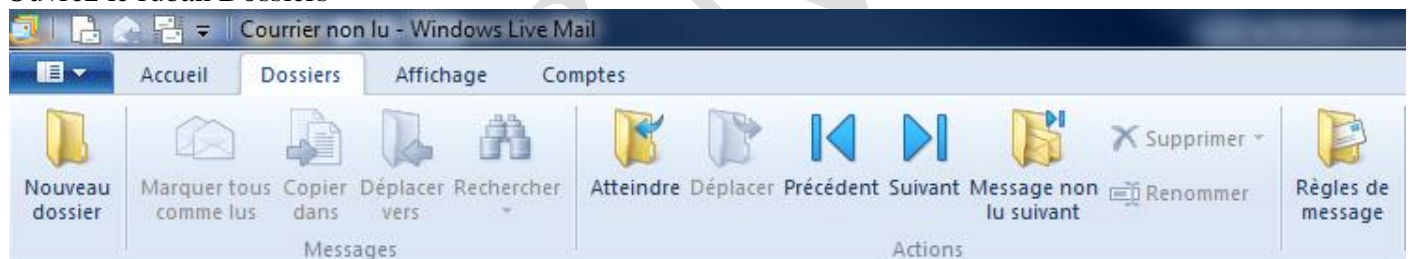 Ouvrez le ruban Dossiers
Courrier non lu - Windows Live Mail
Accueil Dossiers Affichage Comptes
Nouveau dossier
Marquer tous comme lus
Copier dans
Déplacer vers
Rechercher
Messages
Atteindre
Déplacer
Précédent
Suivant
Message non lu suivant
Supprimer
Renommer
Actions
Règles de message